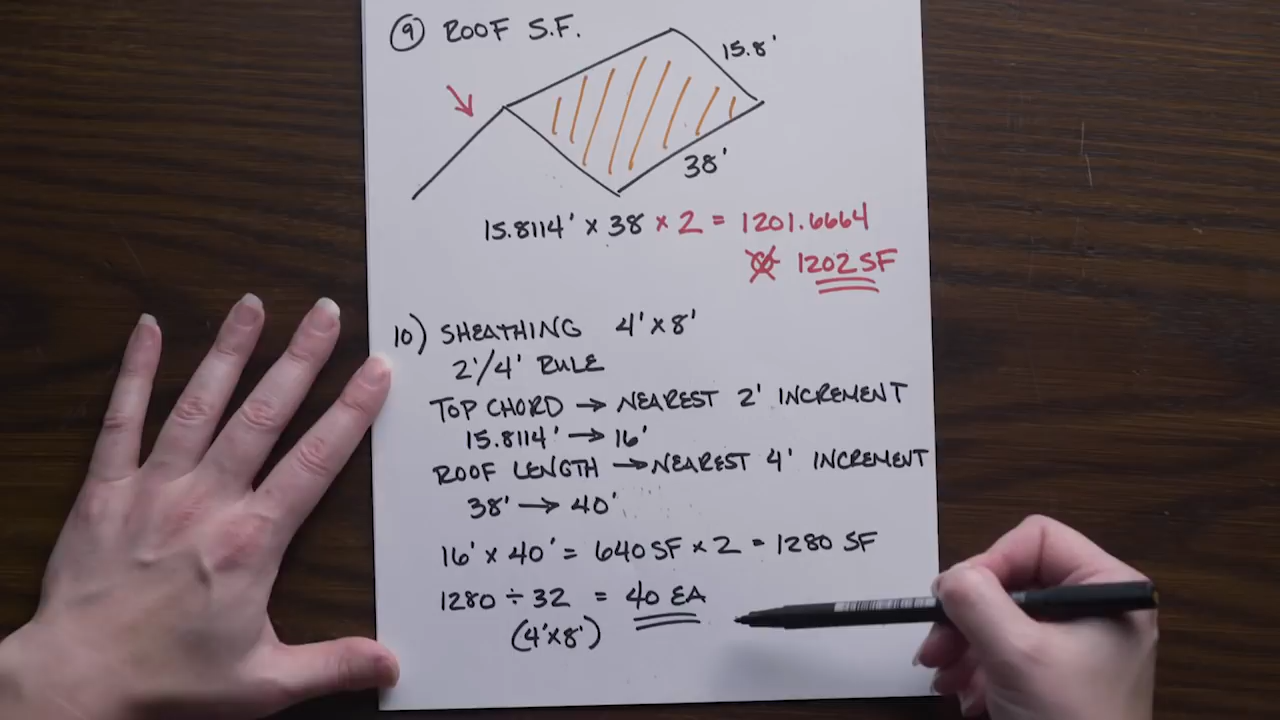 9 ROOF S.F.
15.8'
38'
15.8114' × 38 × 2 = 1201.6664
1202 SF
10) SHEATHING 4'×8'
2'/4' RULE
TOP CHORD → NEAREST 2' INCREMENT
15.8114' → 16'
ROOF LENGTH → NEAREST 4' INCREMENT
38' → 40'
16' × 40' = 640 SF × 2 = 1280 SF
1280 ÷ 32 = 40 EA
(4'×8')